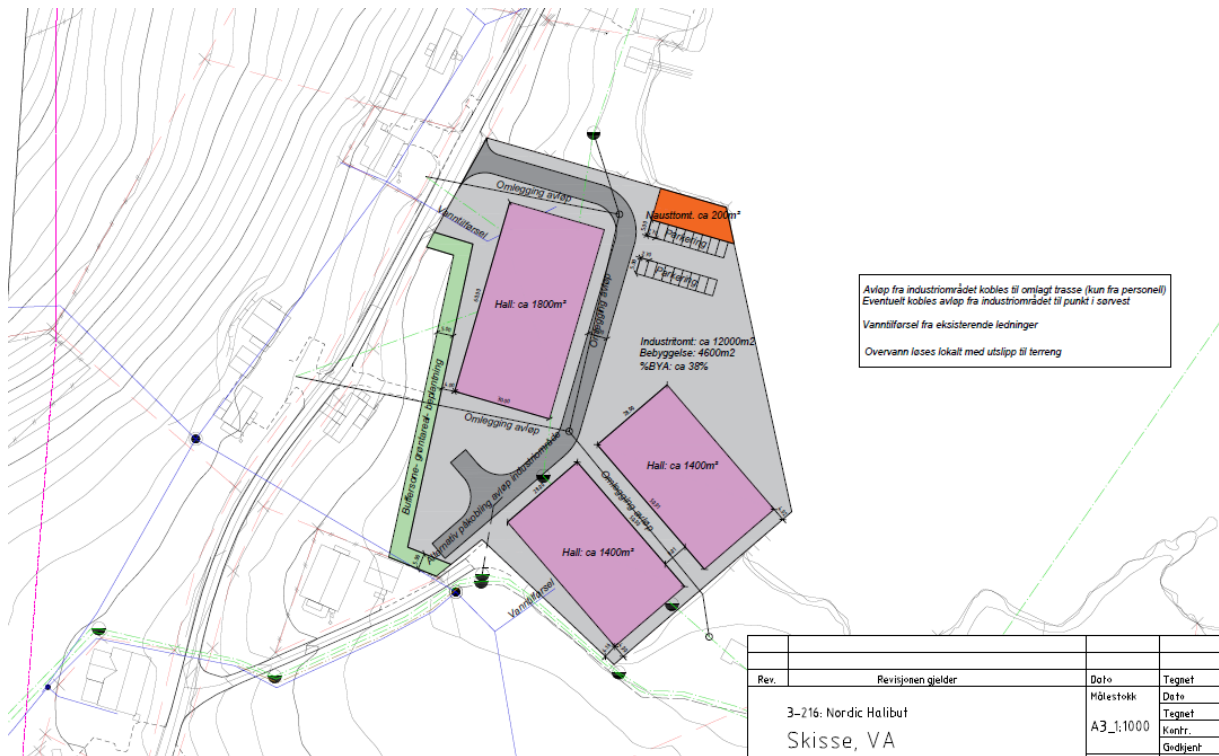 Omlegging avløp
Vanntilførsel
Nausttomt. ca 200m²
Parkering
Parkering
Hall: ca 1800m²
Omlegging avløp
Industritomt: ca 12000m2
Bebyggelse: 4600m2
%BYA: ca 38%
Avløp fra industriområdet kobles til omlagt trasse (kun fra personell)
Eventuelt kobles avløp fra industriområdet til punkt i sørvest
Vanntilførsel fra eksisterende ledninger
Overvann løses lokalt med utslipp til terreng
Buffersone- grøntareal- beplantning
Omlegging avløp
Alternativ påkobling avløp industriområde
Hall: ca 1400m²
Omlegging avløp
Hall: ca 1400m²
Vanntilførsel
Rev.
Revisjonen gjelder
Dato
Tegnet
3-216: Nordic Halibut
Skisse, VA
Målestokk
A3_1:1000
Dato
Tegnet
Kontr.
Godkjent